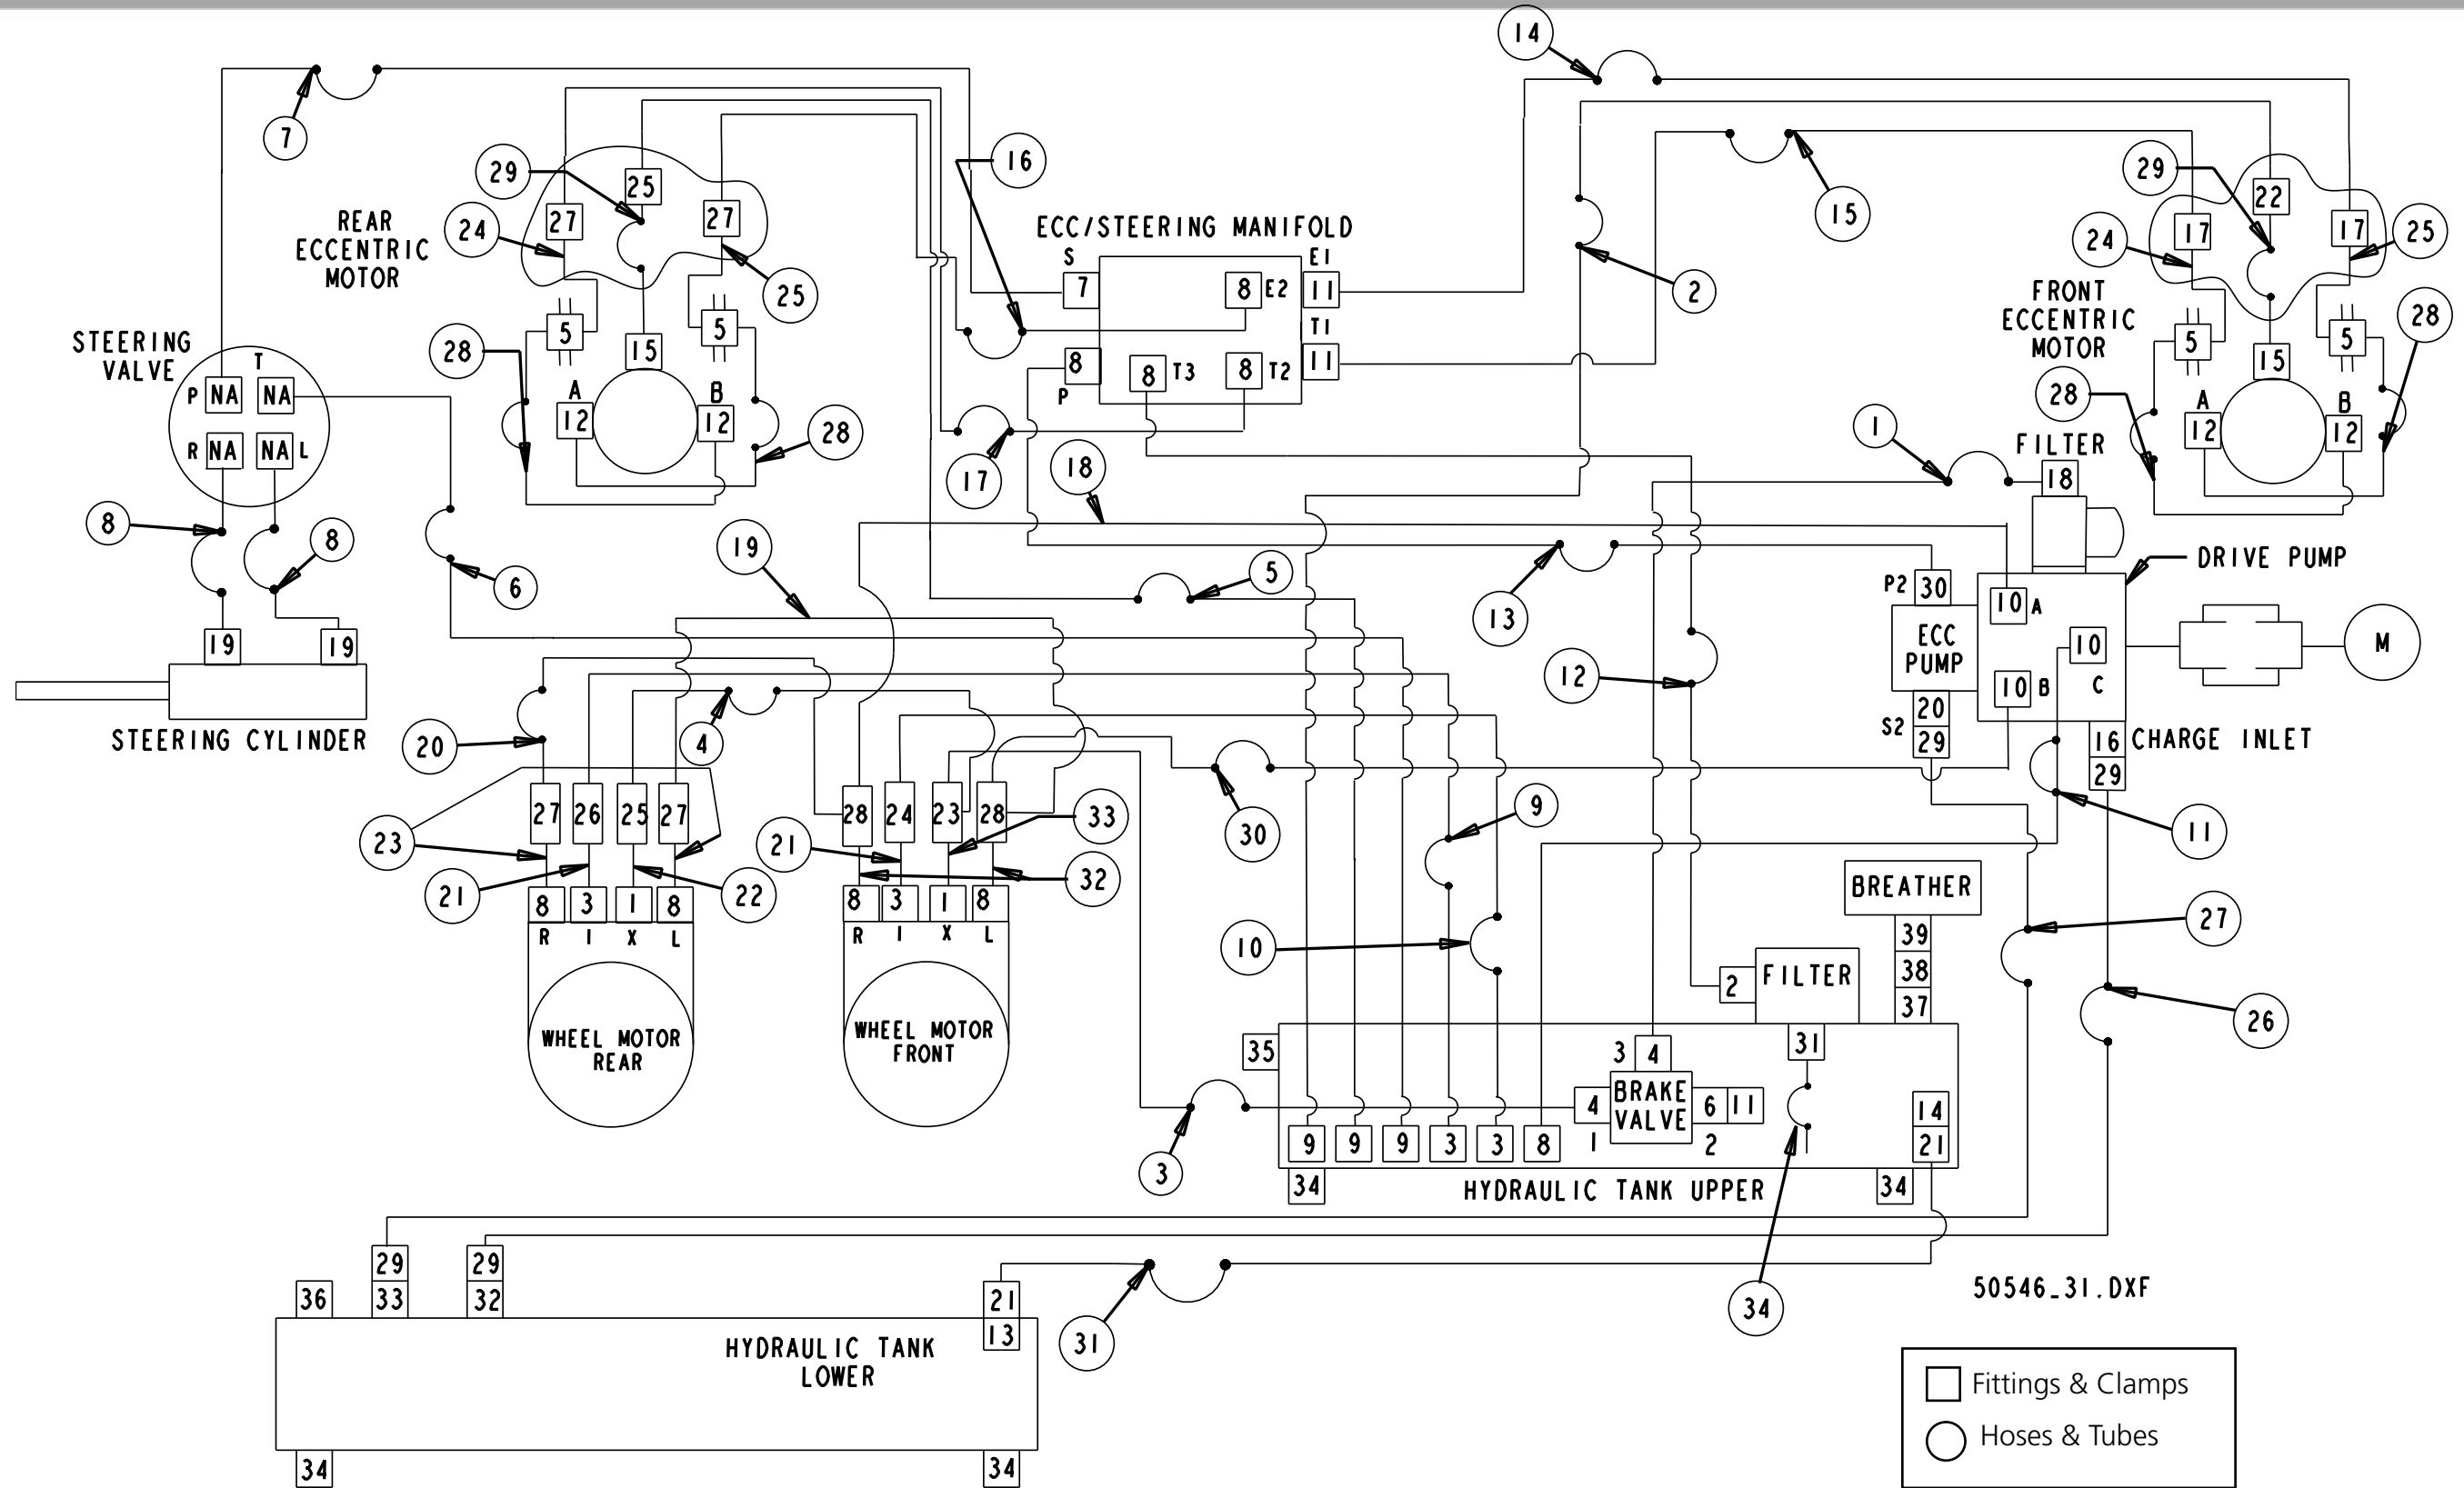 14
7
16
29
25
27
27
24
REAR
ECCENTRIC
MOTOR
25
ECC/STEERING MANIFOLD
S
E1
7
8
E2
11
T1
11
8
P
8
T3
8
T2
15
2
29
22
17
17
24
25
FRONT
ECCENTRIC
MOTOR
28
5
5
15
A
B
12
12
28
STEERING
VALVE
T
P
NA
NA
R
NA
NA
L
28
5
5
15
A
B
12
12
28
17
18
1
FILTER
18
8
8
6
19
5
13
DRIVE PUMP
P2
30
10
A
ECC
PUMP
10
M
10
B
C
12
20
S2
29
16
CHARGE INLET
29
19
19
STEERING CYLINDER
20
4
27
26
25
27
28
24
23
28
33
30
9
11
23
21
22
21
32
BREATHER
39
38
37
27
8
3
1
8
R
I
X
L
8
3
1
8
R
I
X
L
10
2
FILTER
26
WHEEL MOTOR
REAR
WHEEL MOTOR
FRONT
35
3
4
31
BRAKE
VALVE
4
6
11
14
21
1
2
9
9
9
3
3
8
3
34
HYDRAULIC TANK UPPER
34
29
33
29
32
36
21
13
31
34
50546_31.DXF
HYDRAULIC TANK
LOWER
34
34
Fittings & Clamps
Hoses & Tubes